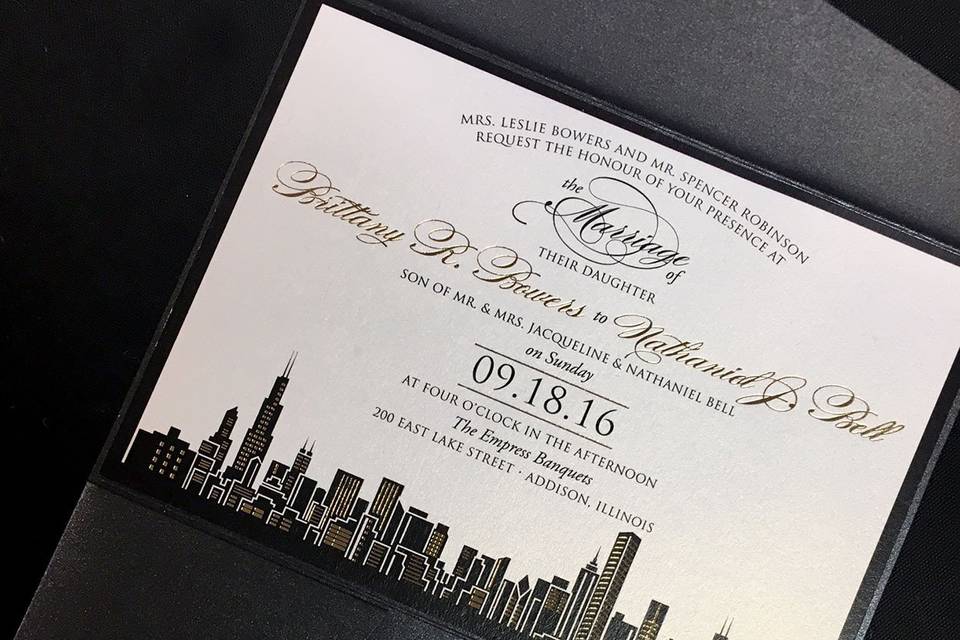 MRS. LESLIE BOWERS AND MR. SPENCER ROBINSON
REQUEST THE HONOUR OF YOUR PRESENCE AT
the Marriage of
THEIR DAUGHTER
Brittany R. Bowers to Nathaniel J. Bell
SON OF MR. & MRS. JACQUELINE & NATHANIEL BELL
on Sunday
09.18.16
AT FOUR O'CLOCK IN THE AFTERNOON
The Empress Banquets
200 EAST LAKE STREET · ADDISON, ILLINOIS